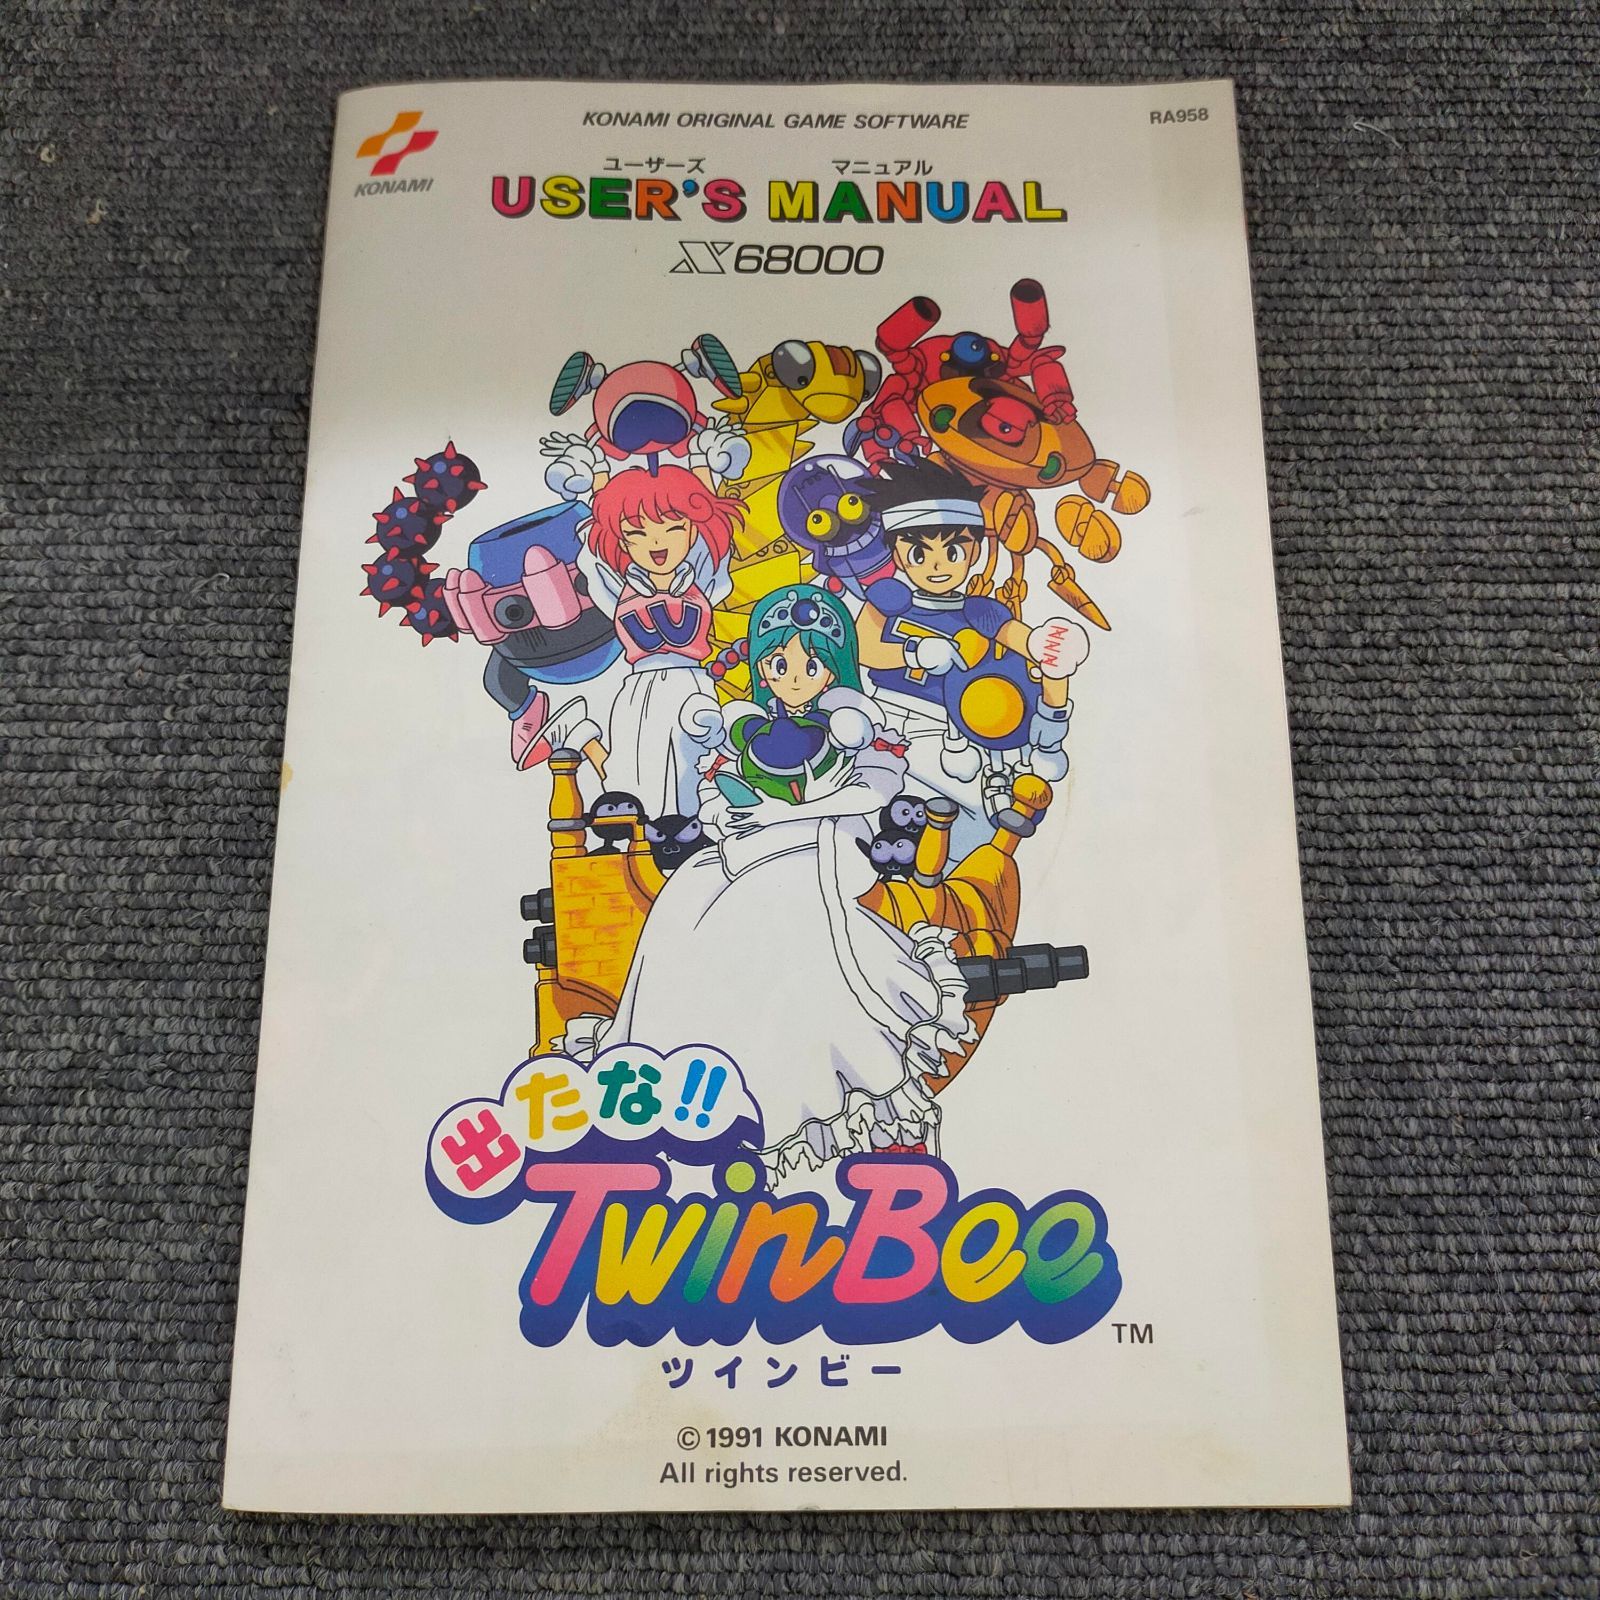 KONAMI ORIGINAL GAME SOFTWARE
RA958
KONAMI
ユーザーズ マニュアル
USER'S MANUAL
X68000
W
T
出たな!!
TwinBee
TM
ツインビー
© 1991 KONAMI
All rights reserved.